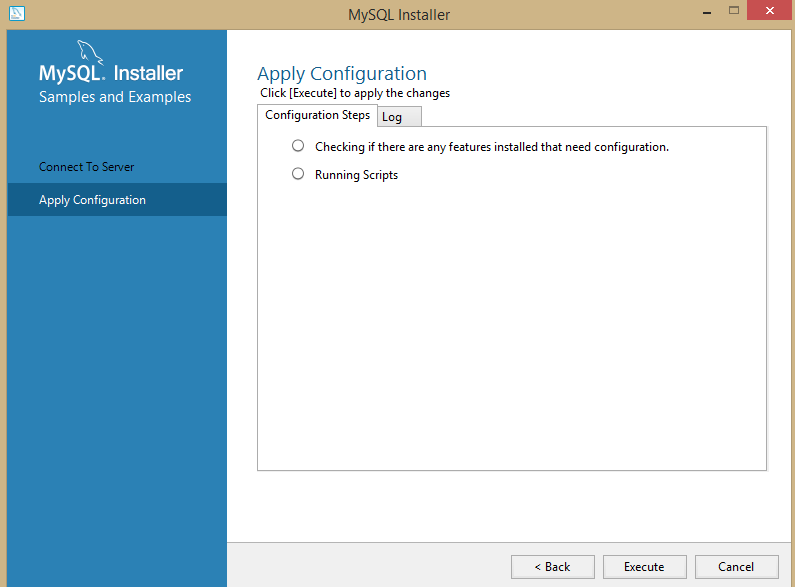 MySQL Installer
MySQL. Installer
Samples and Examples
Connect To Server
Apply Configuration
Apply Configuration
Click [Execute] to apply the changes
Configuration Steps
Log
Checking if there are any features installed that need configuration.
Running Scripts
< Back
Execute
Cancel